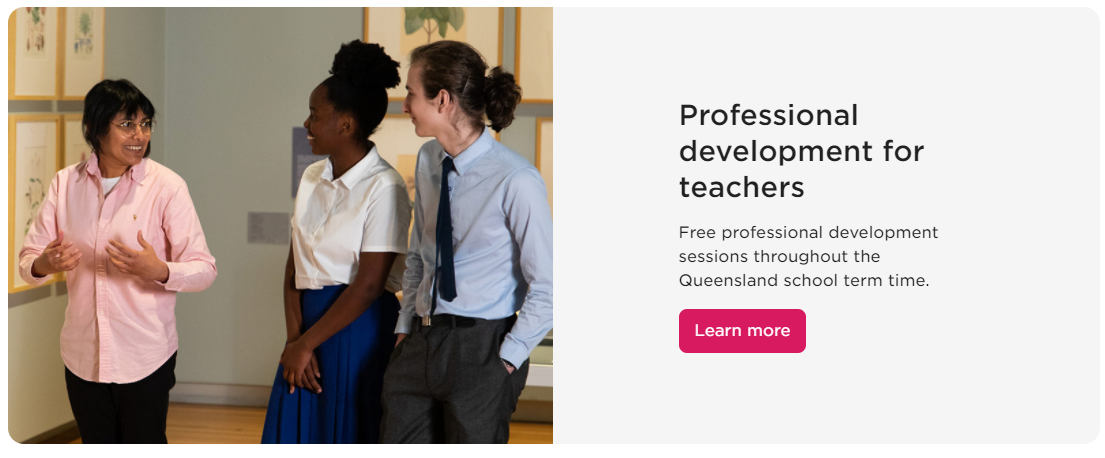 Professional
development for
teachers
Free professional development
sessions throughout the
Queensland school term time.
Learn more